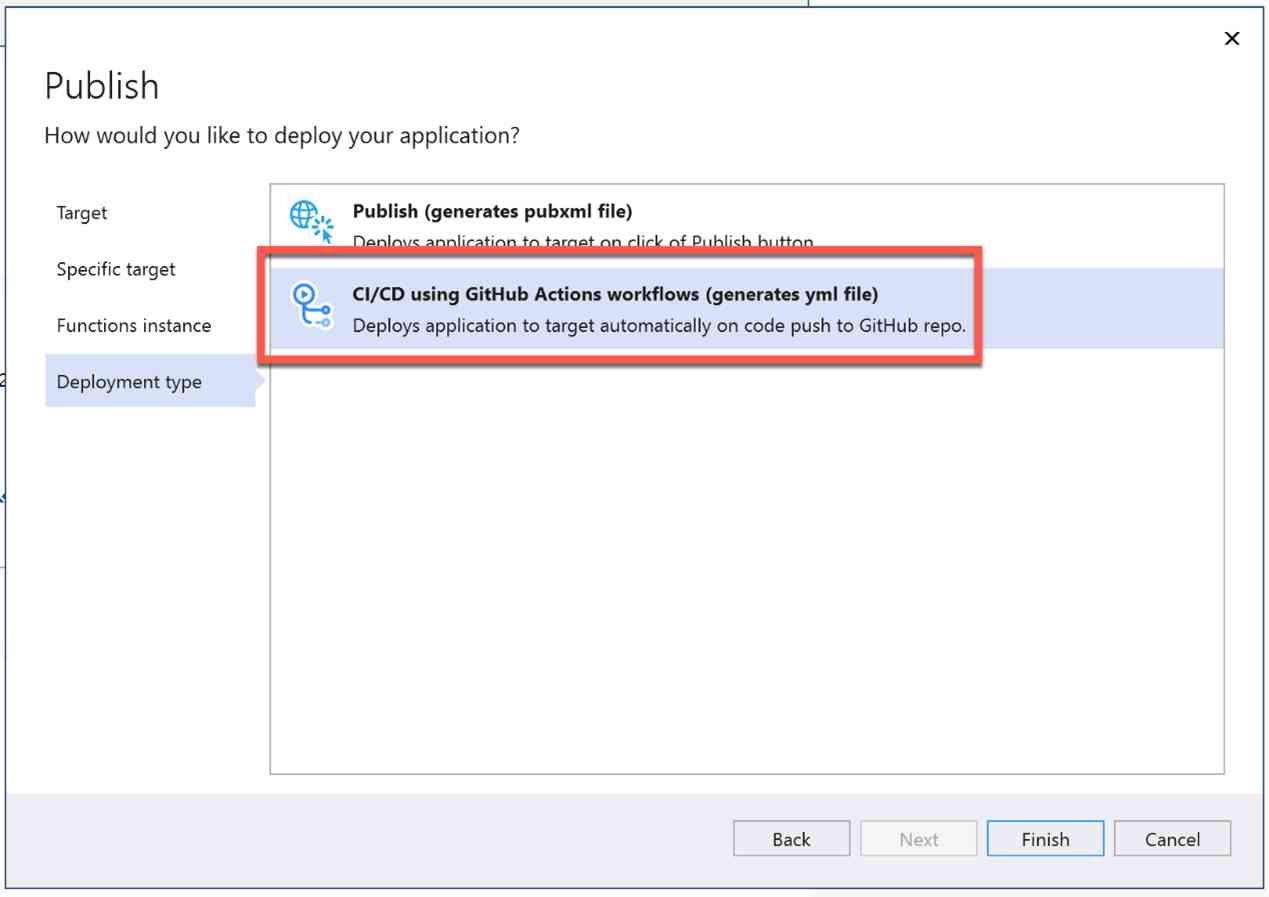 Publish
How would you like to deploy your application?
Target
Specific target
Functions instance
Deployment type
Publish (generates pubxml file)
Deploys application to target on click of Publish button
CI/CD using GitHub Actions workflows (generates yml file)
Deploys application to target automatically on code push to GitHub repo.
Back
Next
Finish
Cancel